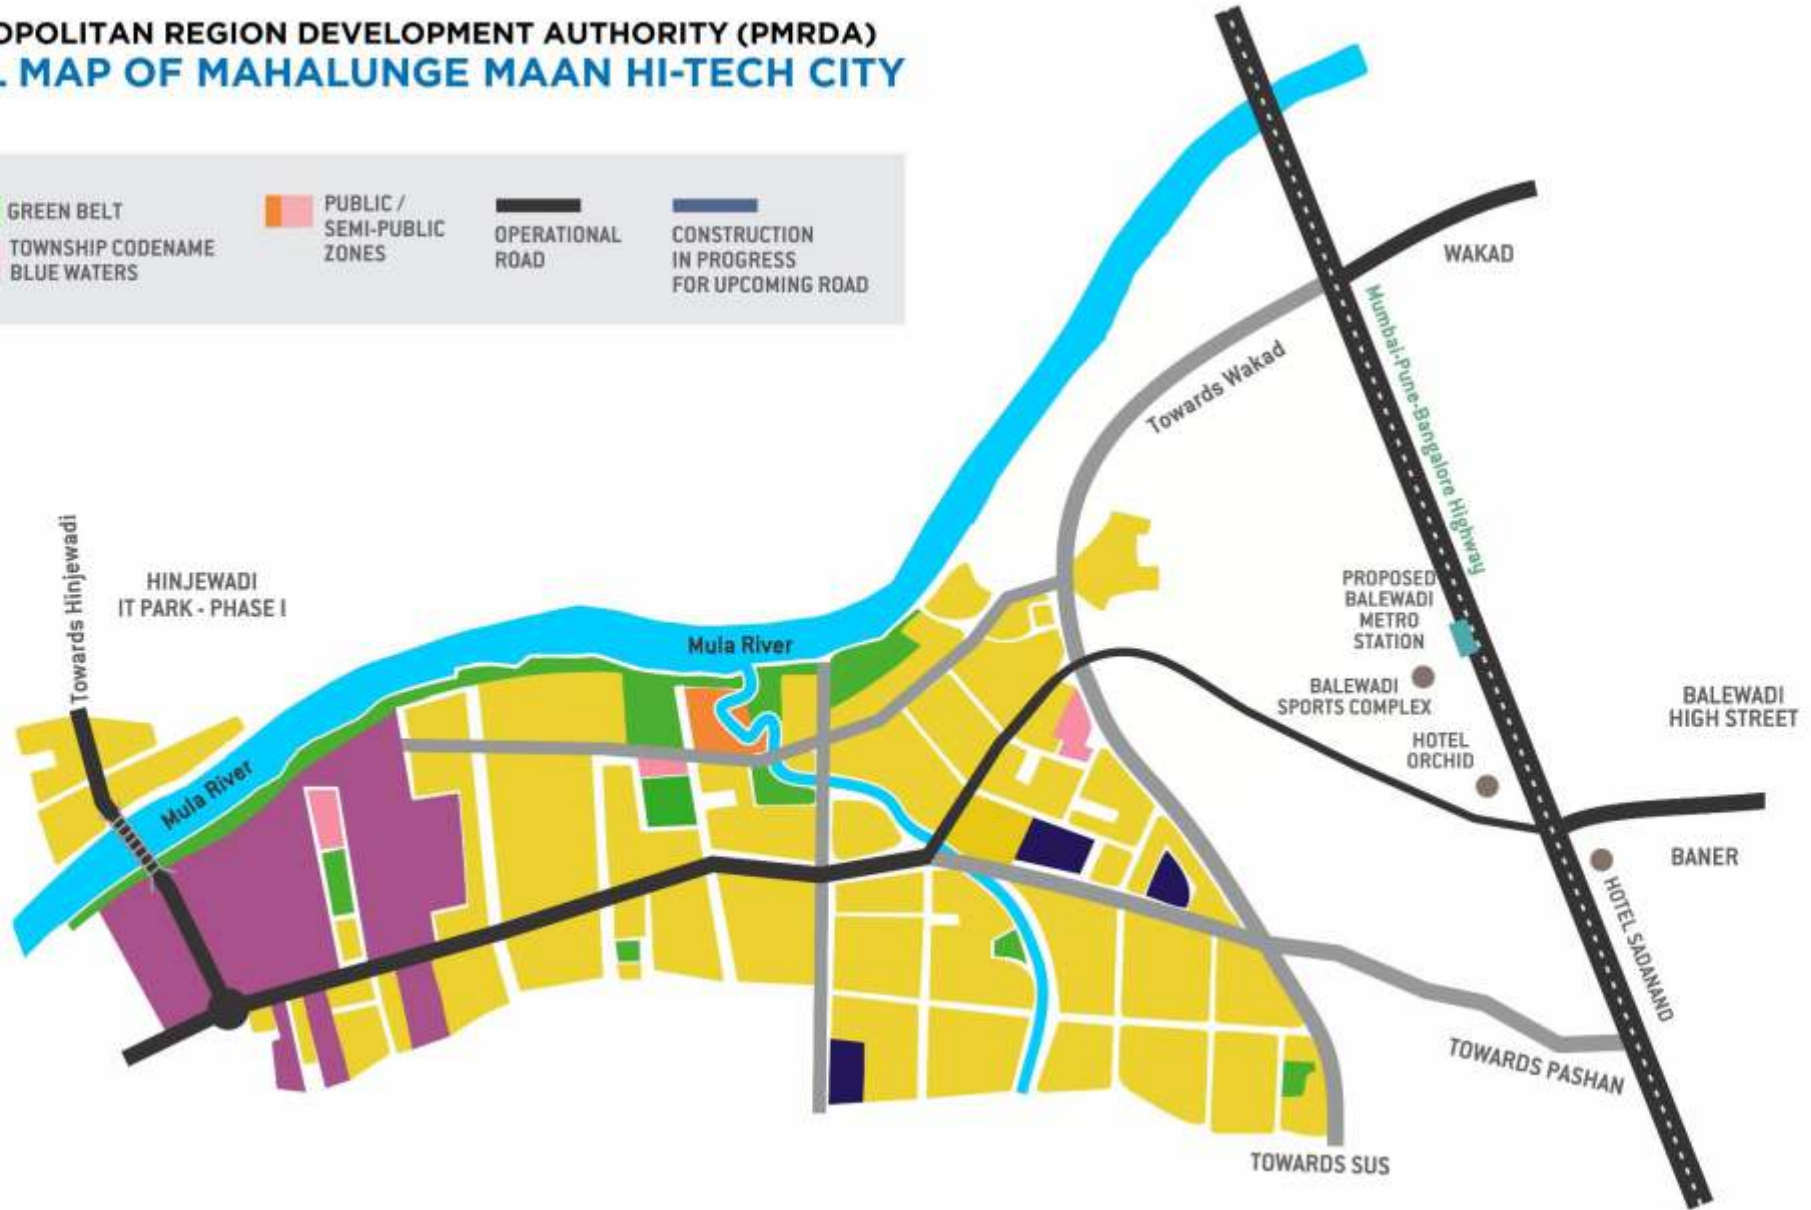 OPOLITAN REGION DEVELOPMENT AUTHORITY (PMRDA)
L MAP OF MAHALUNGE MAAN HI-TECH CITY
GREEN BELT
TOWNSHIP CODENAME
BLUE WATERS
PUBLIC /
SEMI-PUBLIC
ZONES
OPERATIONAL
ROAD
CONSTRUCTION
IN PROGRESS
FOR UPCOMING ROAD
WAKAD
Mumbai-Pune-Bangalore Highway
Towards Wakad
Towards Hinjewadi
HINJEWADI
IT PARK - PHASE I
Mula River
Mula River
PROPOSED
BALEWADI
METRO
STATION
BALEWADI
SPORTS COMPLEX
HOTEL
ORCHID
BALEWADI
HIGH STREET
BANER
HOTEL SADANAND
TOWARDS PASHAN
TOWARDS SUS